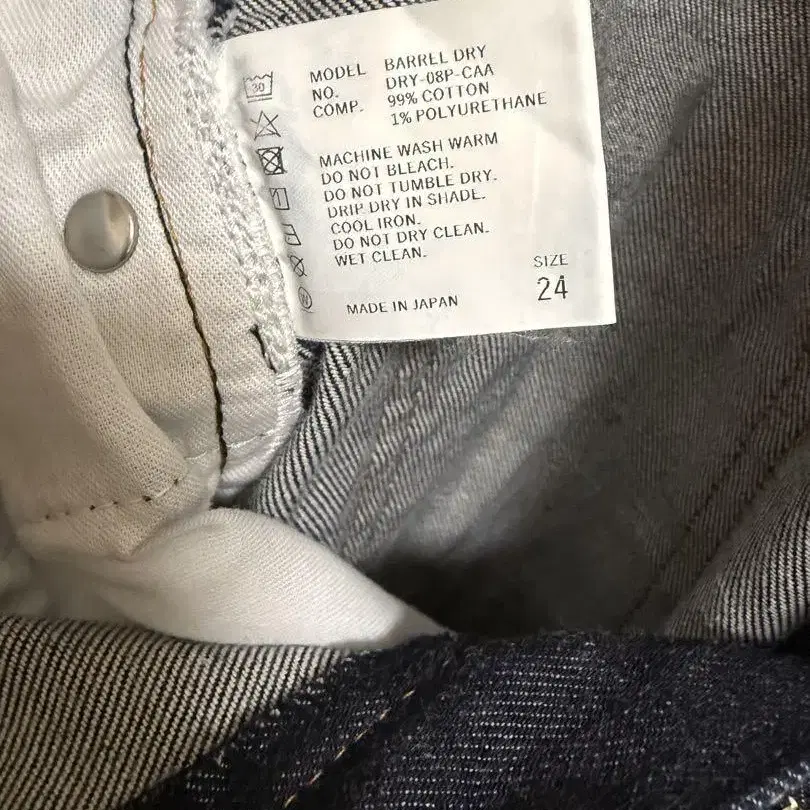 MODEL BARREL DRY
NO. DRY-08P-CAA
COMP. 99% COTTON
1% POLYURETHANE
30
MACHINE WASH WARM
DO NOT BLEACH.
DO NOT TUMBLE DRY.
DRIP DRY IN SHADE.
COOL IRON.
DO NOT DRY CLEAN.
WET CLEAN.
W
MADE IN JAPAN
SIZE
24